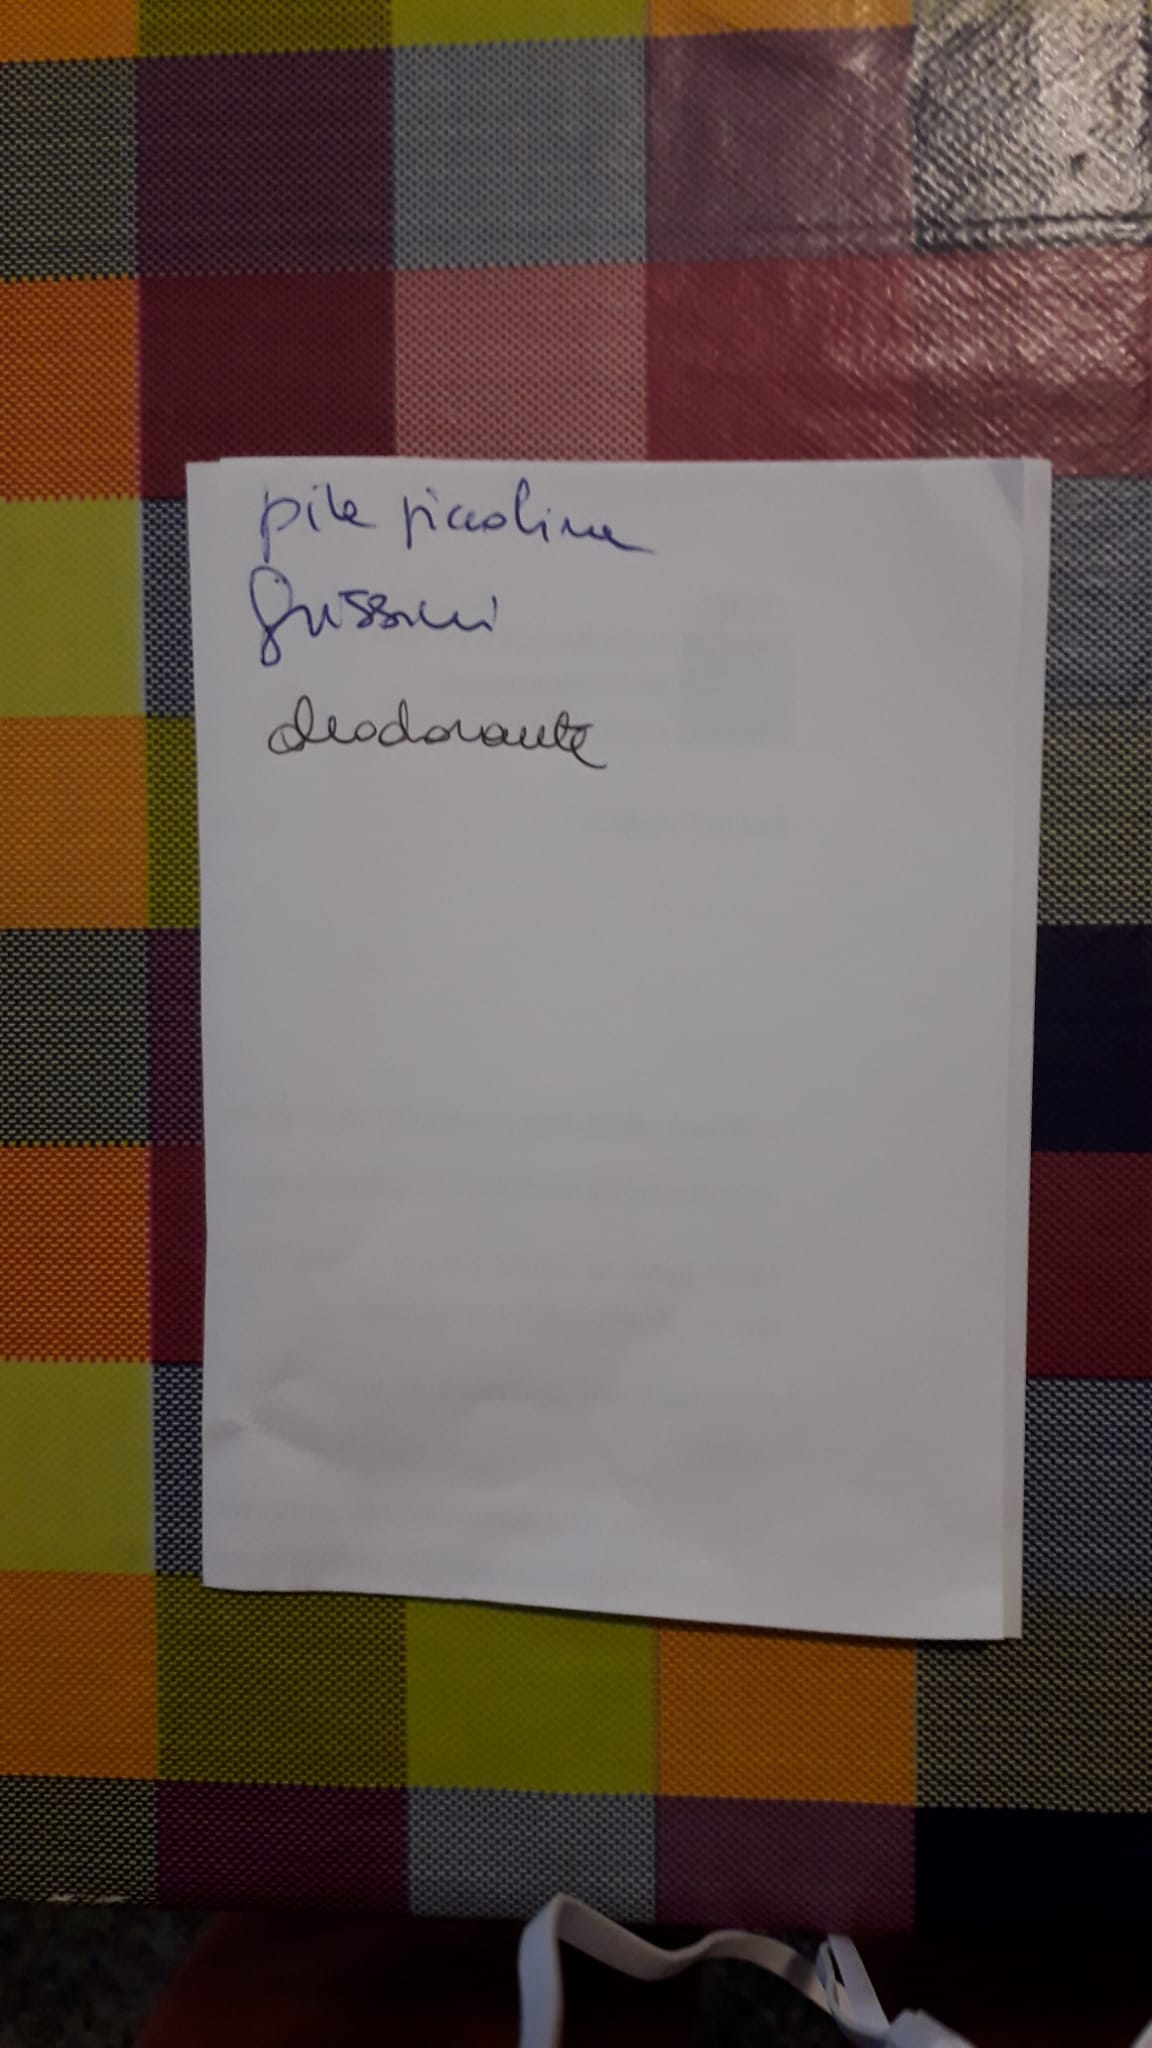 pile piccoline
grissini
deodorante